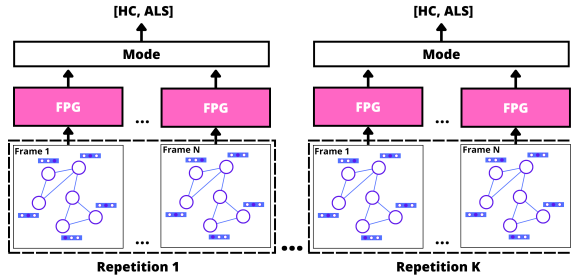 [HC, ALS]
[HC, ALS]
Mode
Mode
FPG
...
FPG
FPG
...
FPG
Frame 1
Frame N
Frame 1
Frame N
...
...
...
Repetition 1
Repetition K